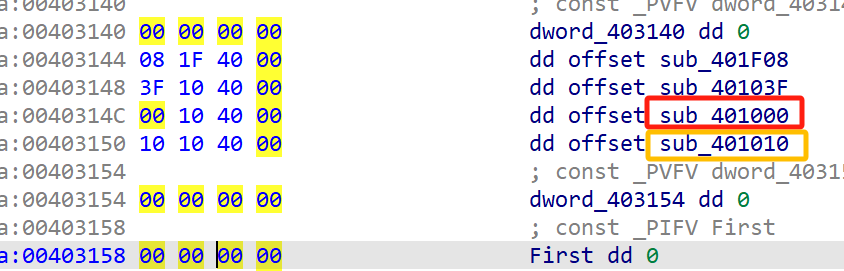 a:00403140 ; const _PVFV dword_40314
a:00403140 00 00 00 00 dword_403140 dd 0
a:00403144 08 1F 40 00 dd offset sub_401F08
a:00403148 3F 10 40 00 dd offset sub_40103F
a:0040314C 00 10 40 00 dd offset sub_401000
a:00403150 10 10 40 00 dd offset sub_401010
a:00403154 ; const _PVFV dword_40315
a:00403154 00 00 00 00 dword_403154 dd 0
a:00403158 ; const _PIFV First
a:00403158 00 00 00 00 First dd 0